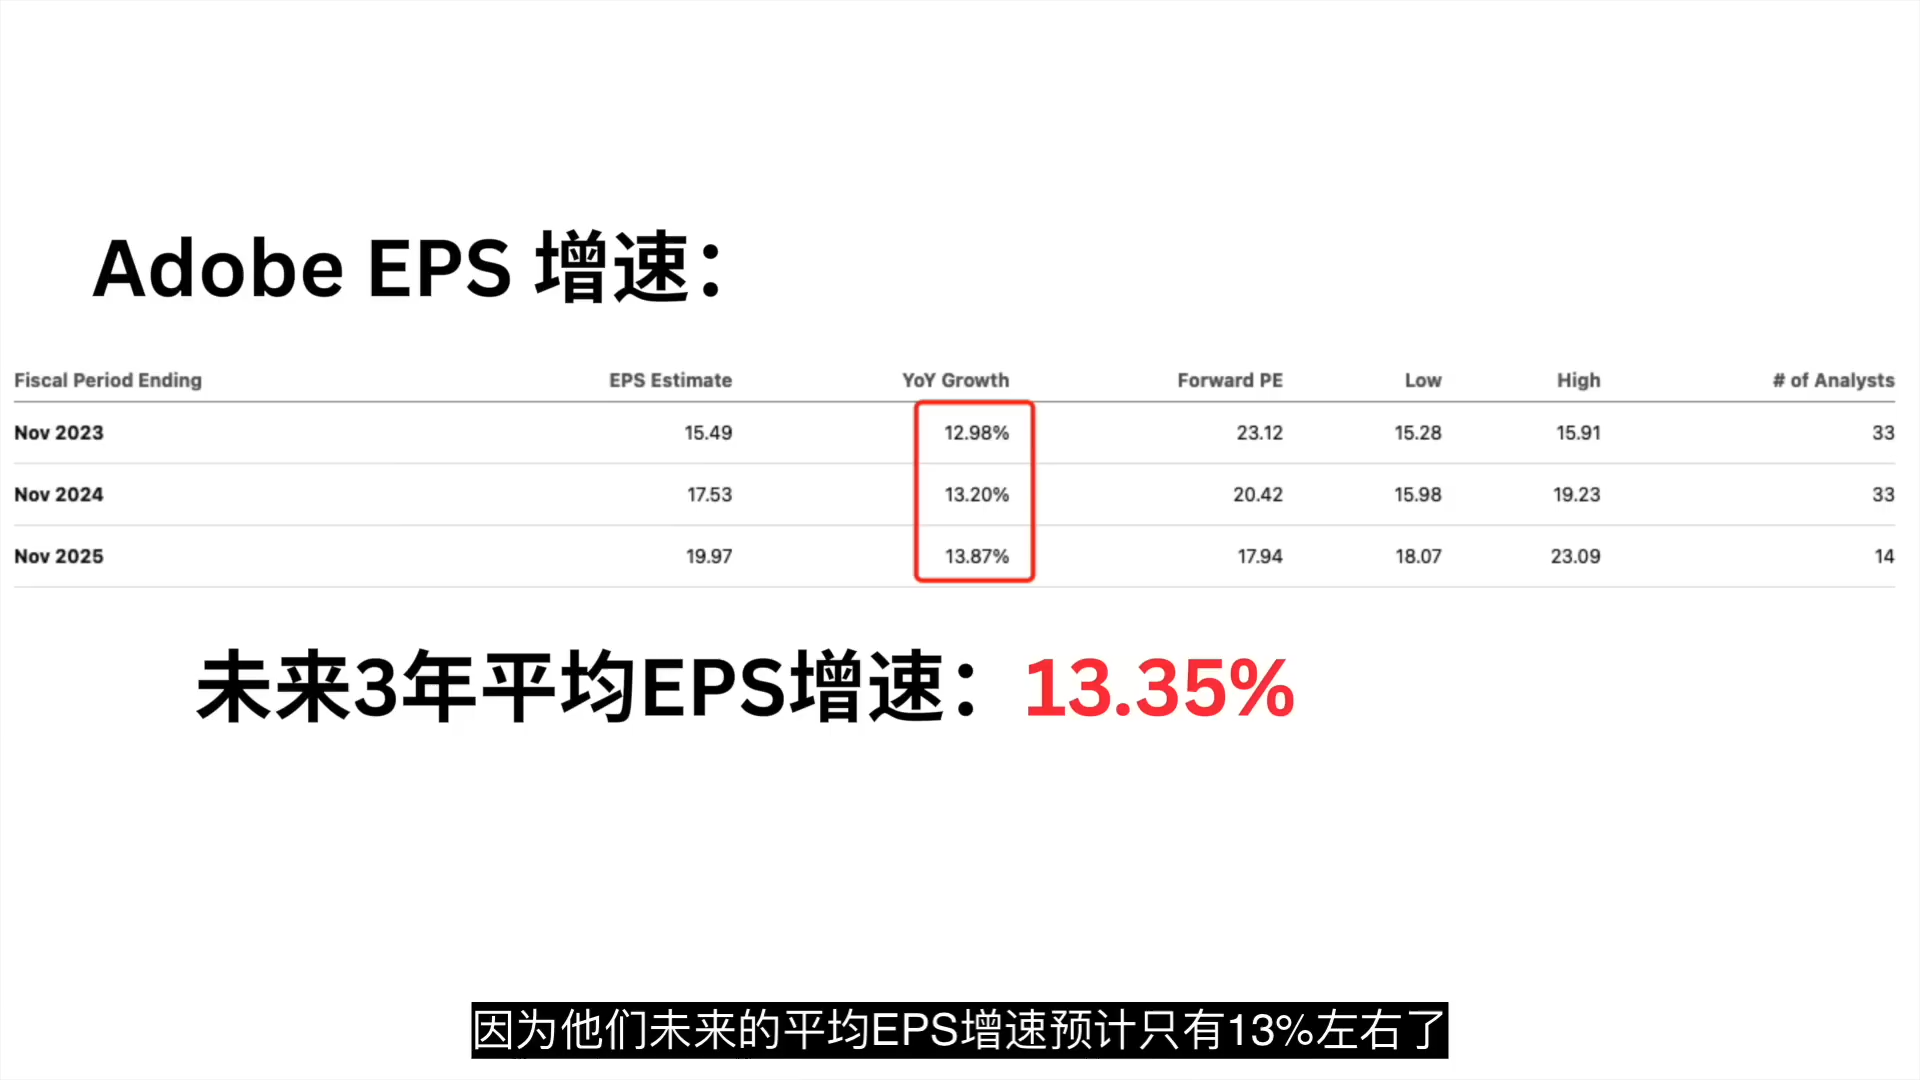 Adobe EPS 增速：
Fiscal Period Ending EPS Estimate YoY Growth Forward PE Low High # of Analysts
Nov 2023 15.49 12.98% 23.12 15.28 15.91 33
Nov 2024 17.53 13.20% 20.42 15.98 19.23 33
Nov 2025 19.97 13.87% 17.94 18.07 23.09 14
未来3年平均EPS增速：13.35%
因为他们未来的平均EPS增速预计只有13%左右了